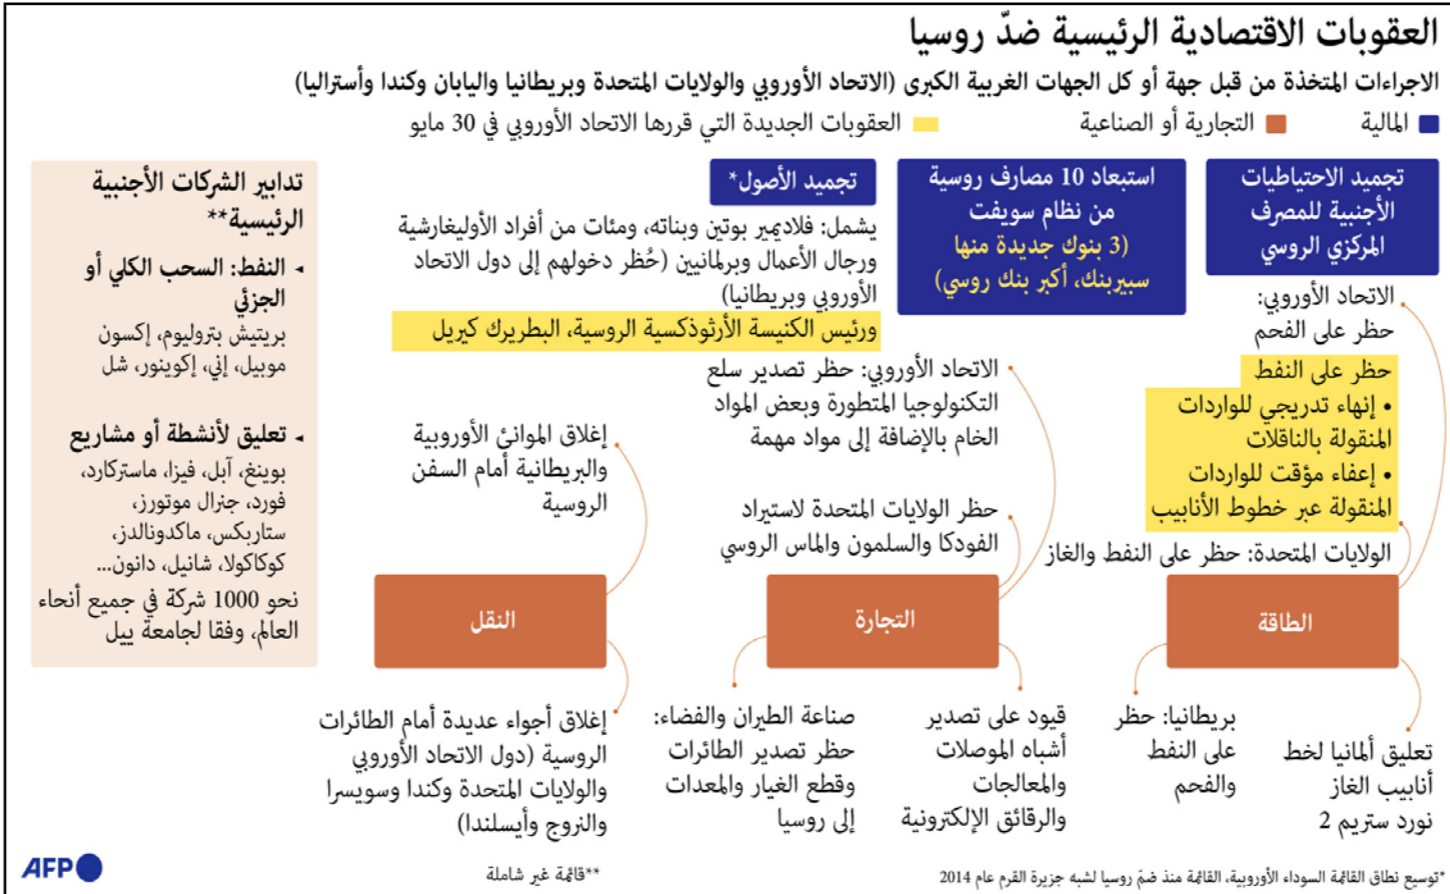 العقوبات الاقتصادية الرئيسية ضدّ روسيا
الاجراءات المتخذة من قبل جهة أو كل الجهات الغربية الكبرى (الاتحاد الأوروبي والولايات المتحدة وبريطانيا واليابان وكندا وأستراليا)
المالية
التجارية أو الصناعية
العقوبات الجديدة التي قررها الاتحاد الأوروبي في 30 مايو
تجميد الاحتياطيات
الأجنبية للمصرف
المركزي الروسي
استبعاد 10 مصارف روسية
من نظام سويفت
(3 بنوك جديدة منها
سبيربنك، أكبر بنك روسي)
تجميد الأصول*
يشمل: فلاديمير بوتين وبناته، ومئات من أفراد الأوليغارشية
ورجال الأعمال وبرلمانيين (حُظر دخولهم إلى دول الاتحاد
الأوروبي وبريطانيا)
ورئيس الكنيسة الأرثوذكسية الروسية، البطريرك كيريل
تدابير الشركات الأجنبية
الرئيسية**
◂ النفط: السحب الكلي أو
الجزئي
بريتيش بتروليوم، إكسون
موبيل، إني، إكوينور، شل
◂ تعليق لأنشطة أو مشاريع
بوينغ، آبل، فيزا، ماستركارد،
فورد، جنرال موتورز،
ستاربكس، ماكدونالدز،
كوكاكولا، شانيل، دانون...
نحو 1000 شركة في جميع أنحاء
العالم، وفقا لجامعة ييل
الاتحاد الأوروبي:
حظر على الفحم
حظر على النفط
• إنهاء تدريجي للواردات
المنقولة بالناقلات
• إعفاء مؤقت للواردات
المنقولة عبر خطوط الأنابيب
الولايات المتحدة: حظر على النفط والغاز
الطاقة
تعليق ألمانيا لخط
أنابيب الغاز
نورد ستريم 2
بريطانيا: حظر
على النفط
والفحم
الاتحاد الأوروبي: حظر تصدير سلع
التكنولوجيا المتطورة وبعض المواد
الخام بالإضافة إلى مواد مهمة
حظر الولايات المتحدة لاستيراد
الفودكا والسلمون والماس الروسي
التجارة
قيود على تصدير
أشباه الموصلات
والمعالجات
والرقائق الإلكترونية
صناعة الطيران والفضاء:
حظر تصدير الطائرات
وقطع الغيار والمعدات
إلى روسيا
إغلاق الموانئ الأوروبية
والبريطانية أمام السفن
الروسية
النقل
إغلاق أجواء عديدة أمام الطائرات
الروسية (دول الاتحاد الأوروبي
والولايات المتحدة وكندا وسويسرا
والنروج وأيسلندا)
*توسيع نطاق القائمة السوداء الأوروبية، القائمة منذ ضمّ روسيا لشبه جزيرة القرم عام 2014
**قائمة غير شاملة
AFP